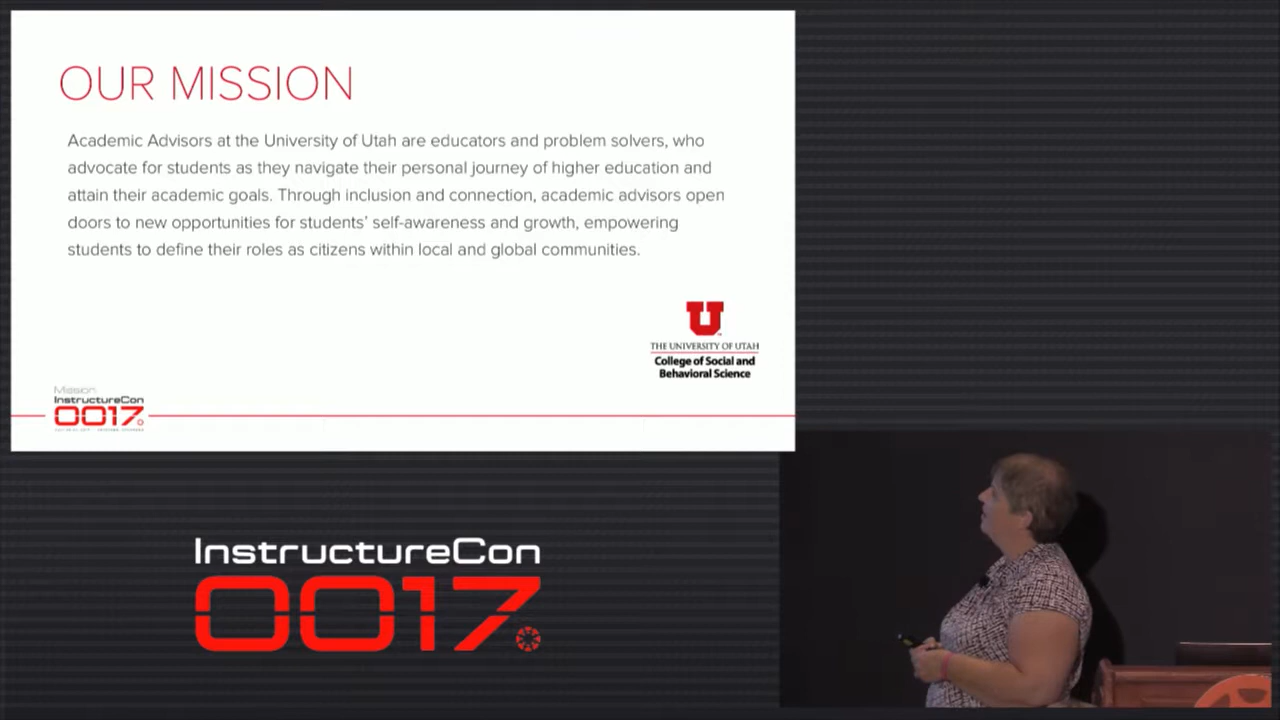 OUR MISSION
Academic Advisors at the University of Utah are educators and problem solvers, who
advocate for students as they navigate their personal journey of higher education and
attain their academic goals. Through inclusion and connection, academic advisors open
doors to new opportunities for students' self-awareness and growth, empowering
students to define their roles as citizens within local and global communities.
U
THE UNIVERSITY OF UTAH
College of Social and
Behavioral Science
Mission:
InstructureCon
0017
InstructureCon
0017